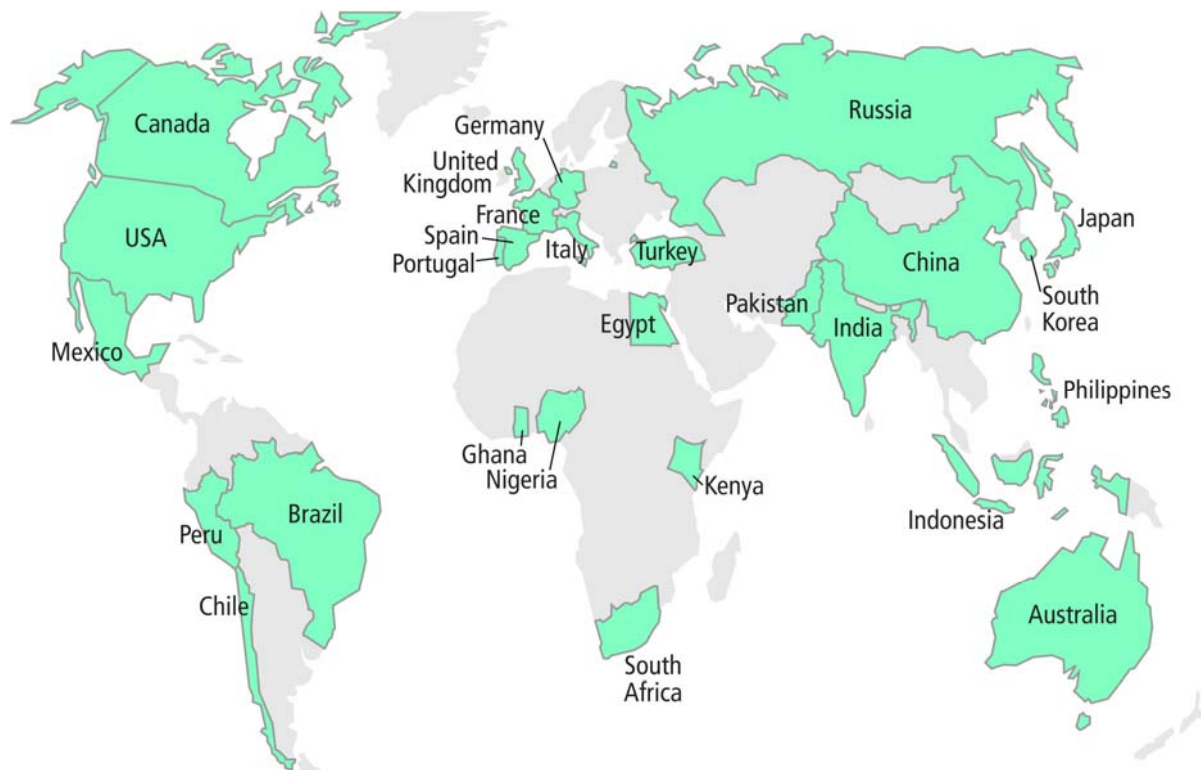 Canada
USA
Mexico
Peru
Brazil
Chile
Germany
United
Kingdom
France
Spain
Portugal
Italy
Turkey
Egypt
Ghana
Nigeria
Kenya
South
Africa
Russia
Japan
China
South
Korea
Pakistan
India
Philippines
Indonesia
Australia